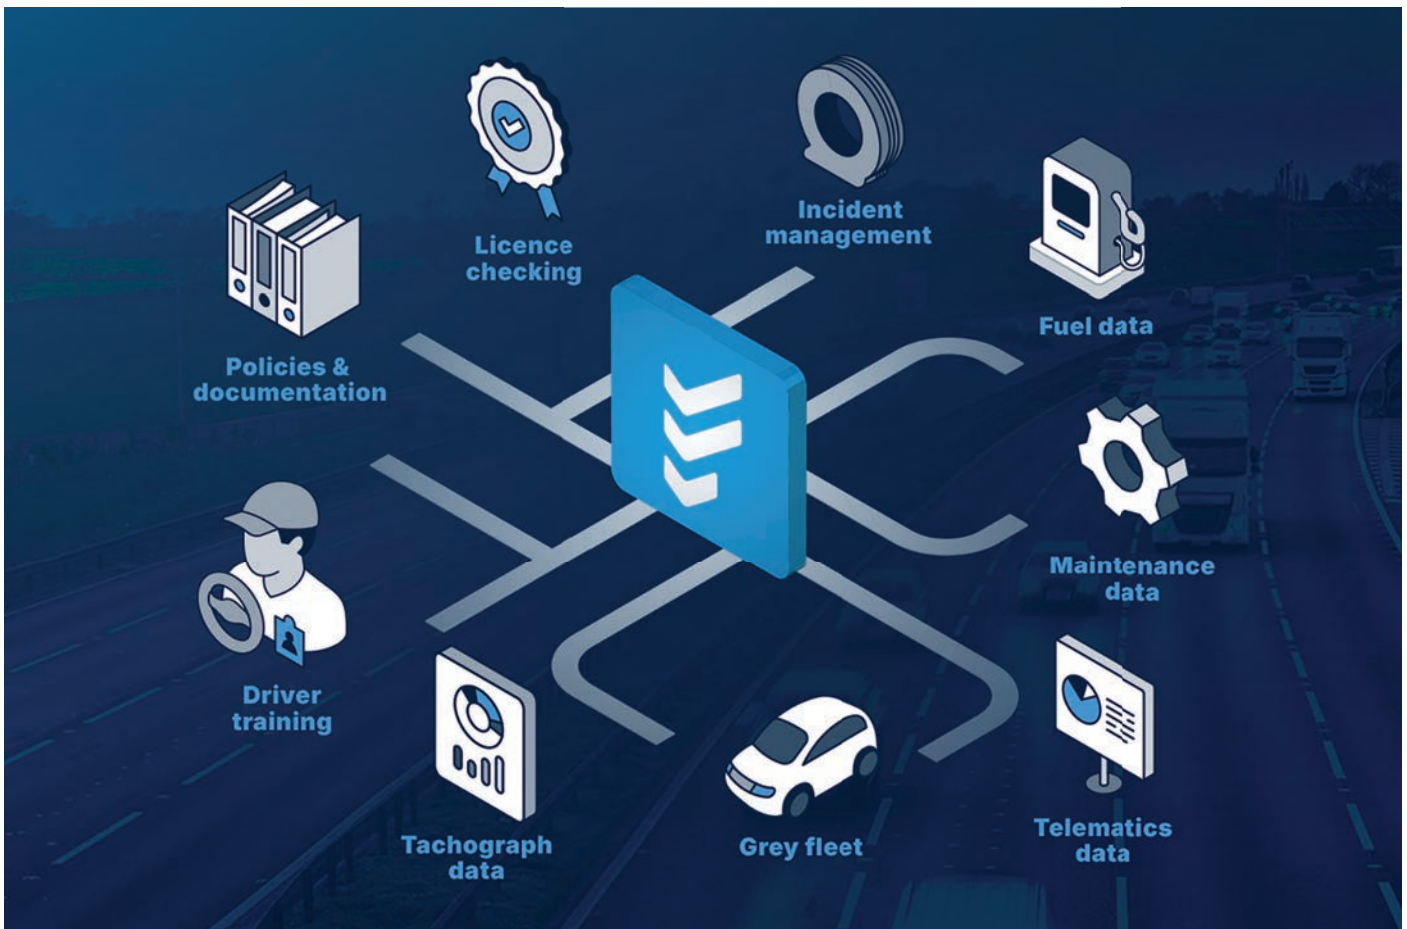 Licence
checking
Incident
management
Fuel data
Policies &
documentation
Maintenance
data
Driver
training
Tachograph
data
Grey fleet
Telematics
data